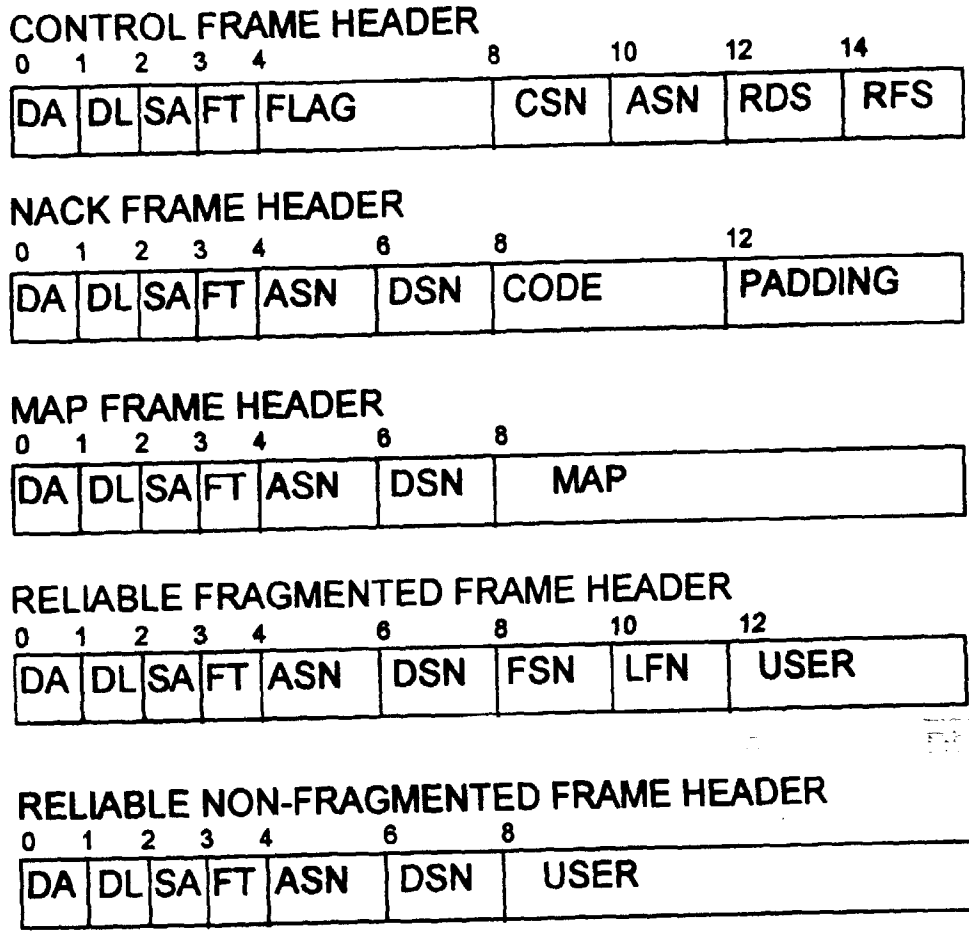 CONTROL FRAME HEADER
0 1 2 3 4 8 10 12 14
DA DL SA FT FLAG CSN ASN RDS RFS
NACK FRAME HEADER
0 1 2 3 4 6 8 12
DA DL SA FT ASN DSN CODE PADDING
MAP FRAME HEADER
0 1 2 3 4 6 8
DA DL SA FT ASN DSN MAP
RELIABLE FRAGMENTED FRAME HEADER
0 1 2 3 4 6 8 10 12
DA DL SA FT ASN DSN FSN LFN USER
RELIABLE NON-FRAGMENTED FRAME HEADER
0 1 2 3 4 6 8
DA DL SA FT ASN DSN USER